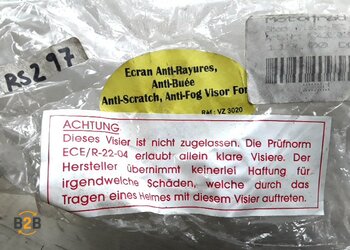 RS297
Ecran Anti-Rayures,
Anti-Buée
Anti-Scratch, Anti-Fog Visor For
Réf: VZ 3020
ACHTUNG
Dieses Visier ist nicht zugelassen. Die Prüfnorm
ECE/R-22-04 erlaubt allein klare Visiere. Der
Hersteller übernimmt keinerlei Haftung für
irgendwelche Schäden, welche durch das
Tragen eines Helmes mit diesem Visier auftreten.
B2B